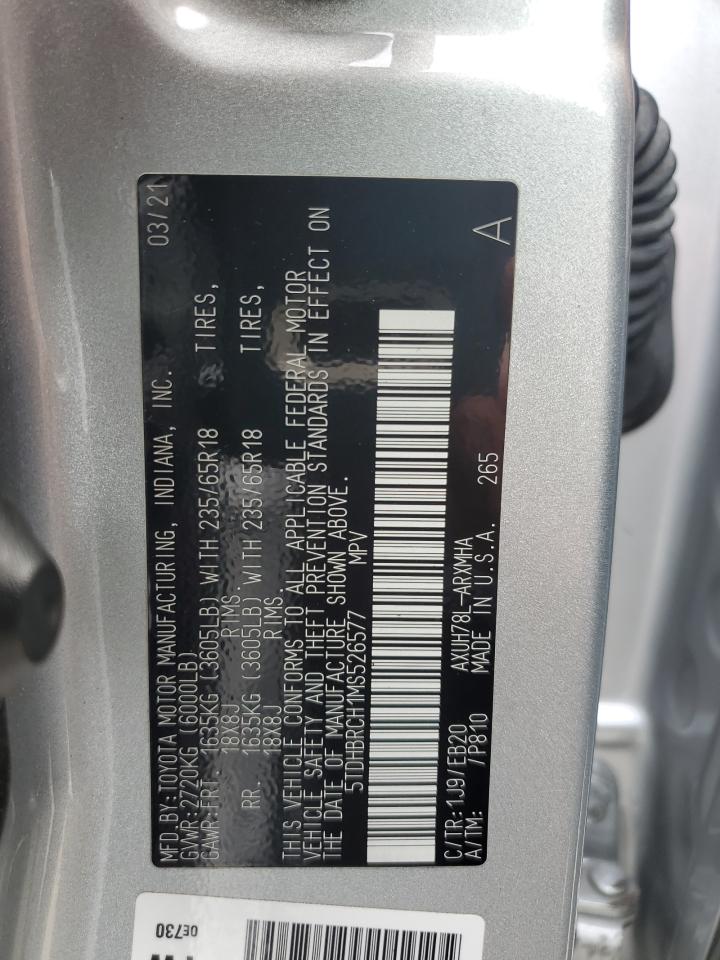 MFD.BY:TOYOTA MOTOR MANUFACTURING, INDIANA, INC. 03/21
GVWR:2720KG (6000LB)
GAWR:FRT. 1635KG (3605LB) WITH 235/65R18 TIRES,
18X8J RIMS.
RR. 1635KG (3605LB) WITH 235/65R18 TIRES,
18X8J RIMS.
THIS VEHICLE CONFORMS TO ALL APPLICABLE FEDERAL MOTOR
VEHICLE SAFETY AND THEFT PREVENTION STANDARDS IN EFFECT ON
THE DATE OF MANUFACTURE SHOWN ABOVE.
5TDHBRCH1MS526577 MPV
C/TR:1J9/EB20 AXUH78L-ARXMHA
A/TM: /P810 MADE IN U.S.A. 265 A
0E730